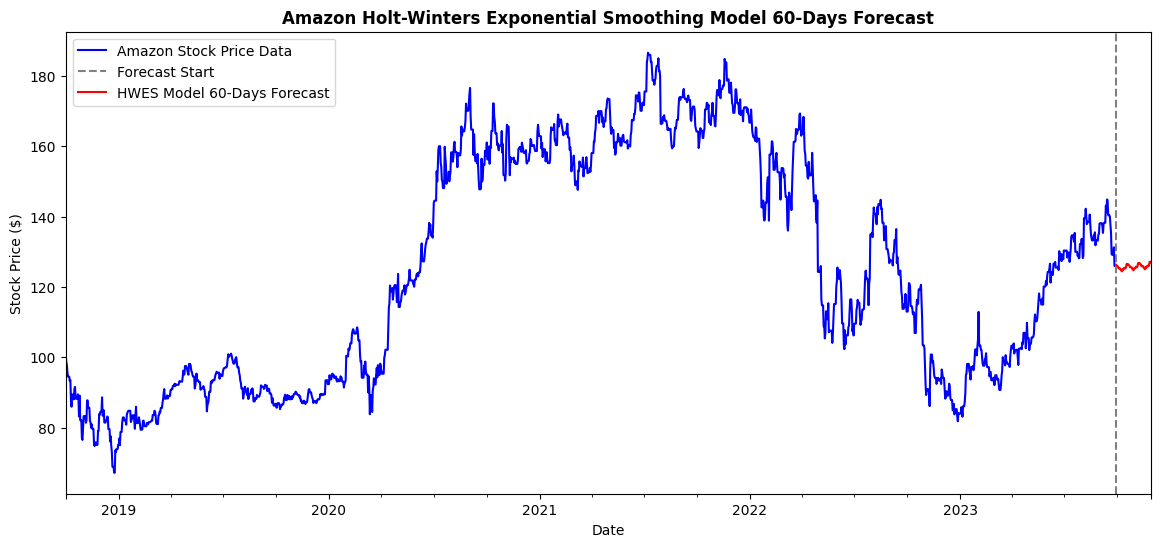 Amazon Holt-Winters Exponential Smoothing Model 60-Days Forecast
Amazon Stock Price Data
Forecast Start
HWES Model 60-Days Forecast
Stock Price ($)
180
160
140
120
100
80
2019
2020
2021
2022
2023
Date